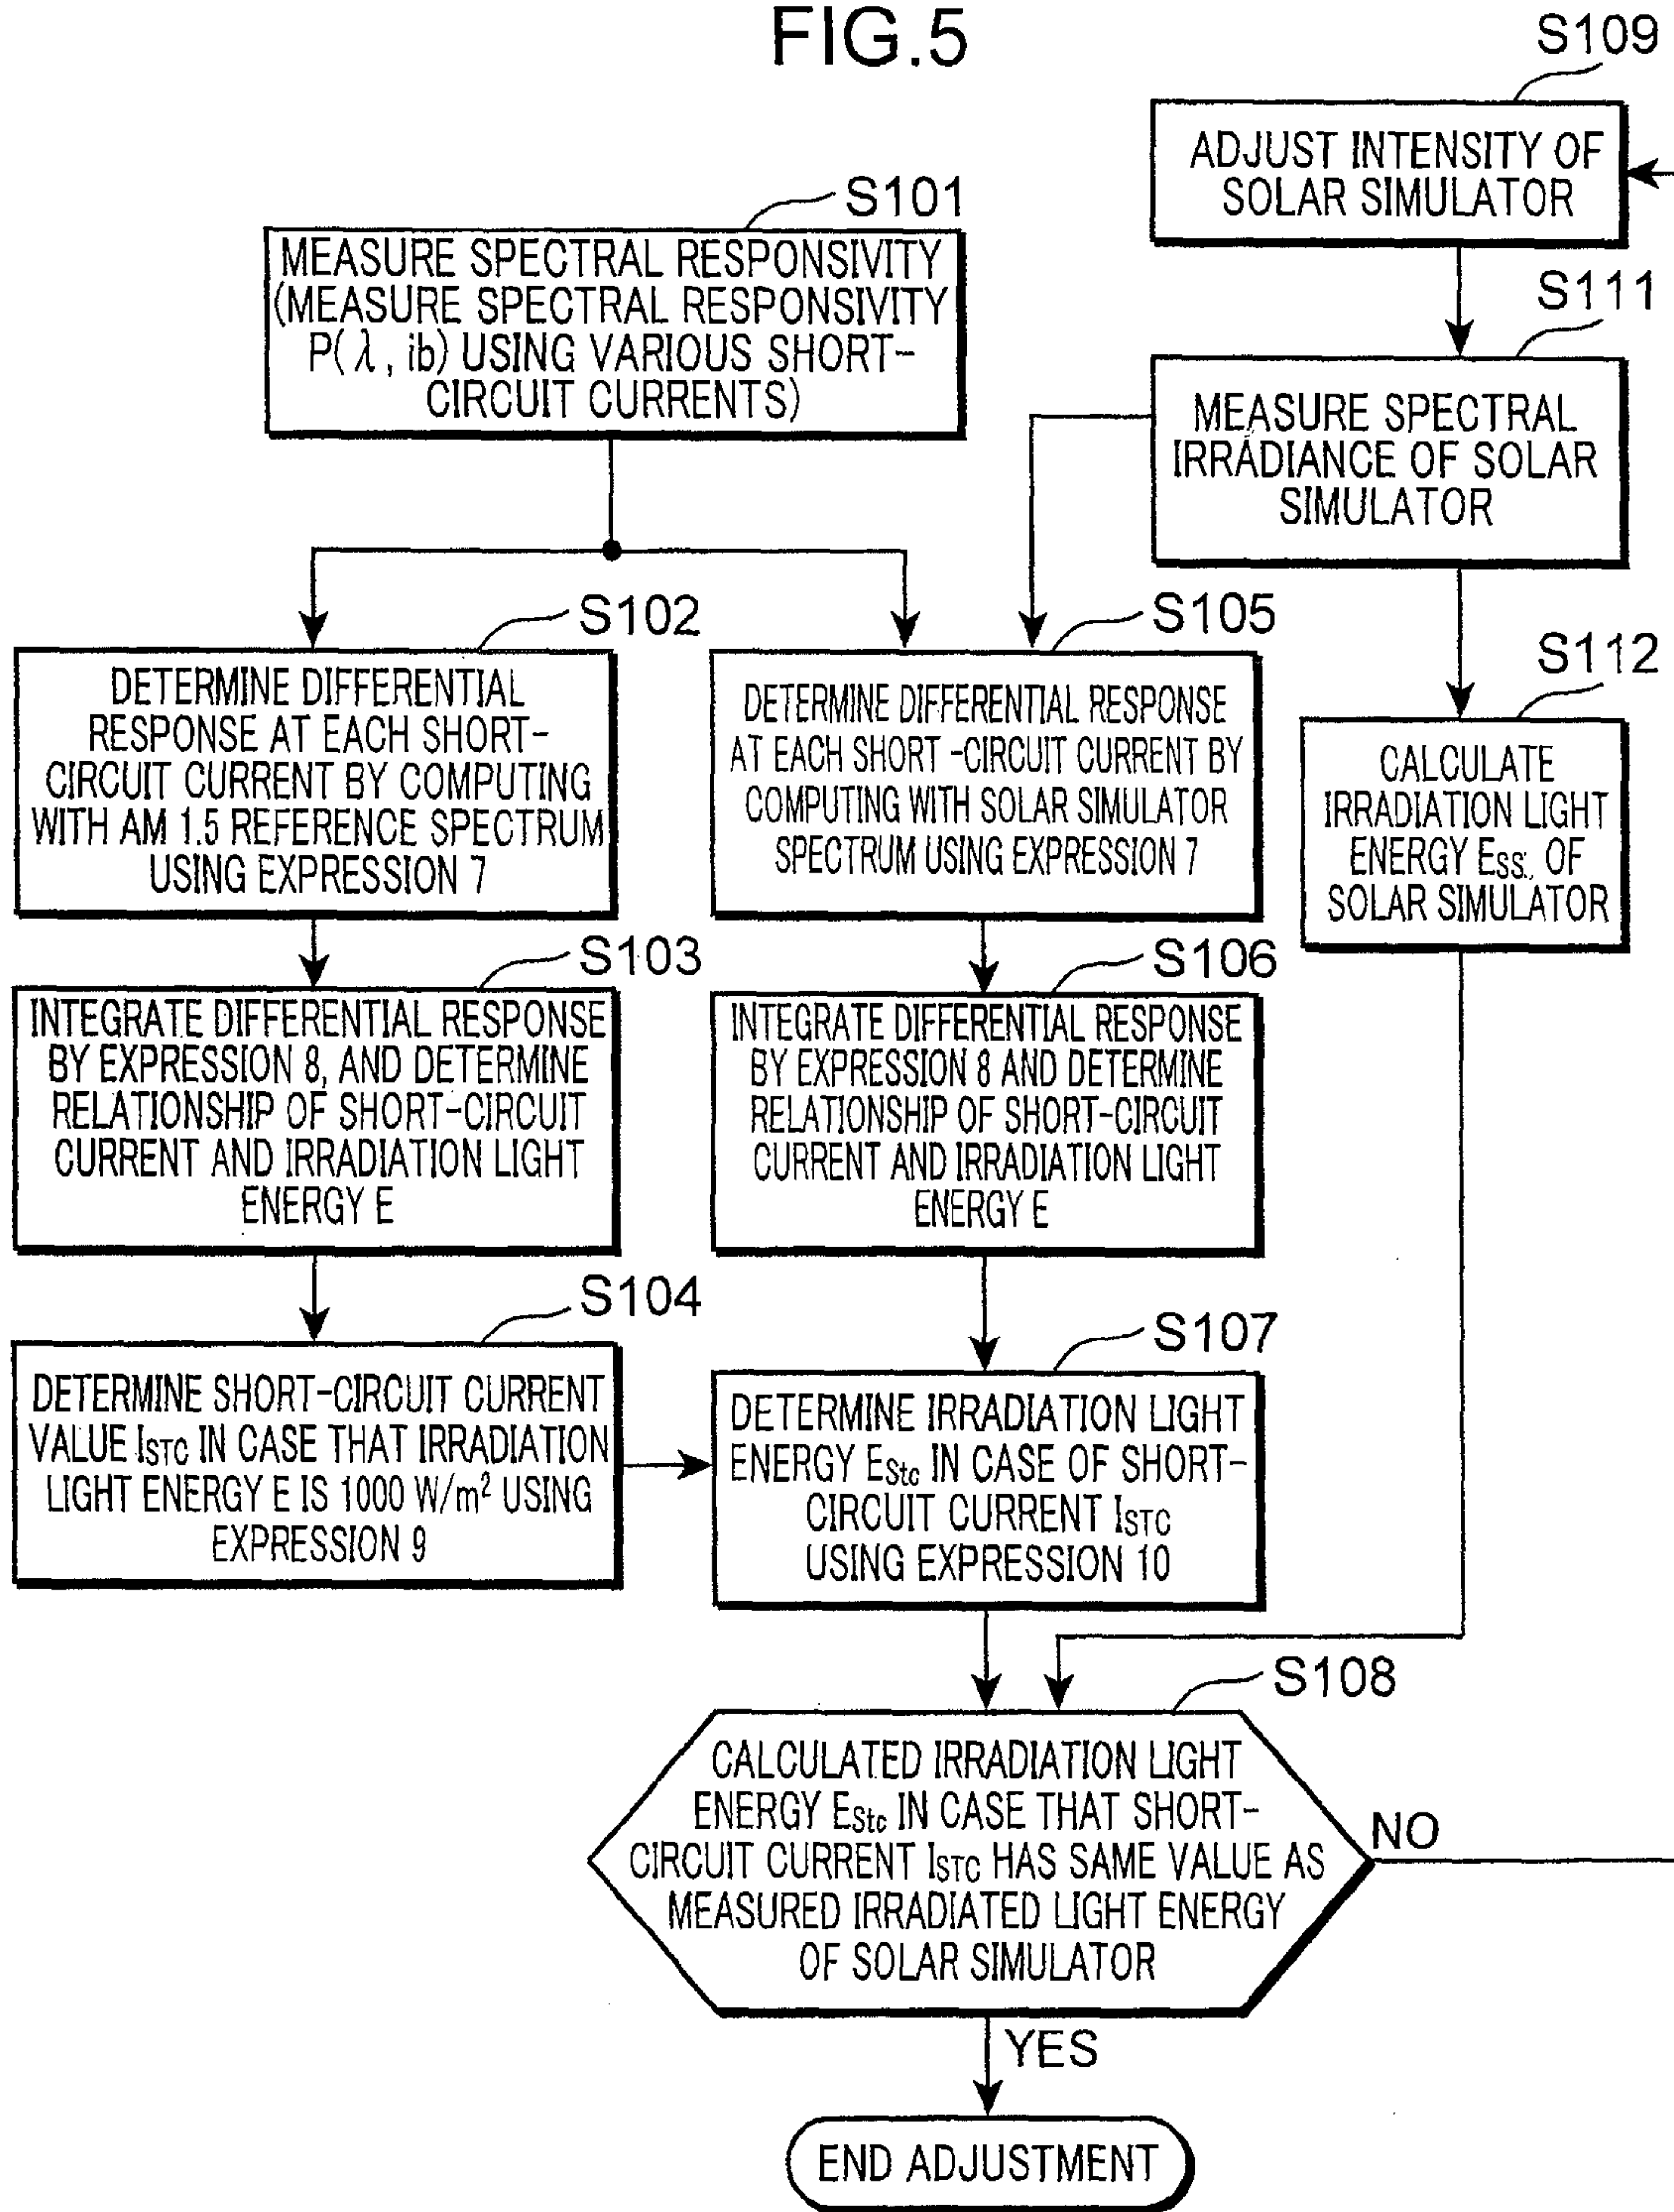 FIG.5
S109
ADJUST INTENSITY OF
SOLAR SIMULATOR
S101
MEASURE SPECTRAL RESPONSIVITY
(MEASURE SPECTRAL RESPONSIVITY
P(λ, ib) USING VARIOUS SHORT-
CIRCUIT CURRENTS)
S111
MEASURE SPECTRAL
IRRADIANCE OF SOLAR
SIMULATOR
S102
DETERMINE DIFFERENTIAL
RESPONSE AT EACH SHORT-
CIRCUIT CURRENT BY COMPUTING
WITH AM 1.5 REFERENCE SPECTRUM
USING EXPRESSION 7
S105
DETERMINE DIFFERENTIAL RESPONSE
AT EACH SHORT-CIRCUIT CURRENT BY
COMPUTING WITH SOLAR SIMULATOR
SPECTRUM USING EXPRESSION 7
S112
CALCULATE
IRRADIATION LIGHT
ENERGY ESS, OF
SOLAR SIMULATOR
S103
INTEGRATE DIFFERENTIAL RESPONSE
BY EXPRESSION 8, AND DETERMINE
RELATIONSHIP OF SHORT-CIRCUIT
CURRENT AND IRRADIATION LIGHT
ENERGY E
S106
INTEGRATE DIFFERENTIAL RESPONSE
BY EXPRESSION 8 AND DETERMINE
RELATIONSHIP OF SHORT-CIRCUIT
CURRENT AND IRRADIATION LIGHT
ENERGY E
S104
DETERMINE SHORT-CIRCUIT CURRENT
VALUE ISTC IN CASE THAT IRRADIATION
LIGHT ENERGY E IS 1000 W/m² USING
EXPRESSION 9
S107
DETERMINE IRRADIATION LIGHT
ENERGY EStc IN CASE OF SHORT-
CIRCUIT CURRENT ISTC
USING EXPRESSION 10
S108
CALCULATED IRRADIATION LIGHT
ENERGY EStc IN CASE THAT SHORT-
CIRCUIT CURRENT ISTC HAS SAME VALUE AS
MEASURED IRRADIATED LIGHT ENERGY
OF SOLAR SIMULATOR
NO
YES
END ADJUSTMENT